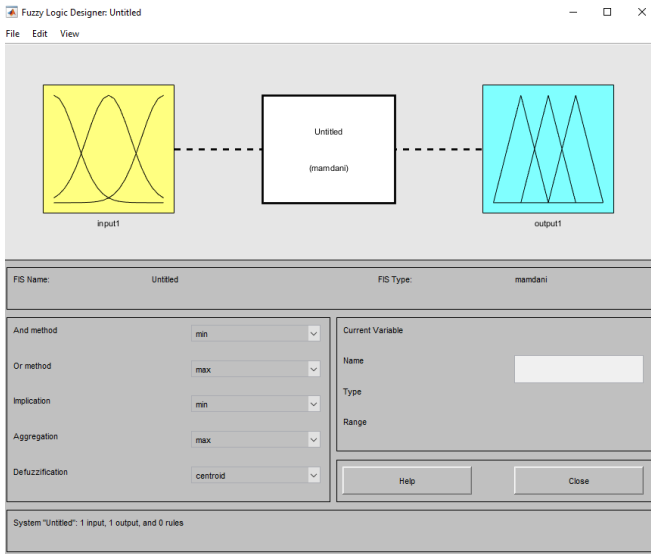 Fuzzy Logic Designer: Untitled
File Edit View
Untitled
(mamdani)
input1
output1
FIS Name: Untitled FIS Type: mamdani
And method min
Or method max
Implication min
Aggregation max
Defuzzification centroid
Current Variable
Name
Type
Range
Help Close
System "Untitled": 1 input, 1 output, and 0 rules